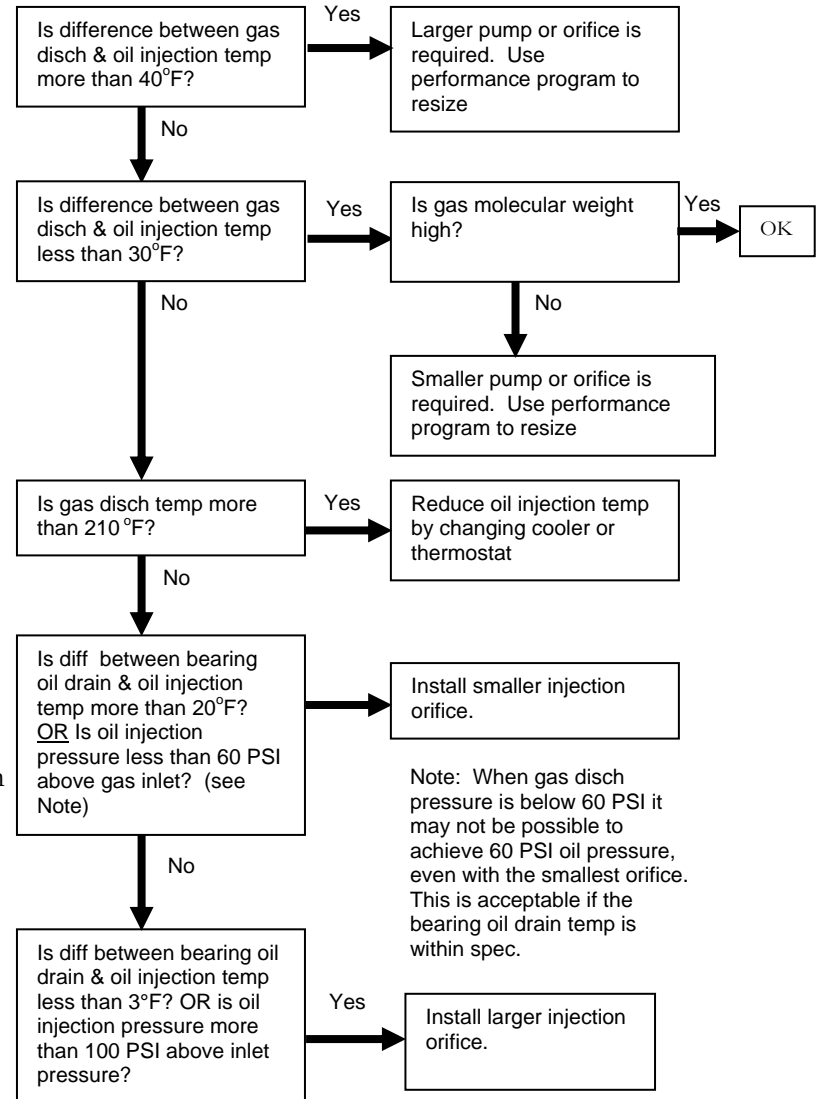 Is difference between gas
disch & oil injection temp
more than 40°F?
Yes
Larger pump or orifice is
required. Use
performance program to
resize
No
Is difference between gas
disch & oil injection temp
less than 30°F?
Yes
Is gas molecular weight
high?
Yes
OK
No
No
Smaller pump or orifice is
required. Use performance
program to resize
Is gas disch temp more
than 210 °F?
Yes
Reduce oil injection temp
by changing cooler or
thermostat
No
Is diff between bearing
oil drain & oil injection
temp more than 20°F?
OR Is oil injection
pressure less than 60 PSI
above gas inlet? (see
Note)
Install smaller injection
orifice.
Note: When gas disch
pressure is below 60 PSI it
may not be possible to
achieve 60 PSI oil pressure,
even with the smallest orifice.
This is acceptable if the
bearing oil drain temp is
within spec.
No
Is diff between bearing oil
drain & oil injection temp
less than 3°F? OR is oil
injection pressure more
than 100 PSI above inlet
pressure?
Yes
Install larger injection
orifice.